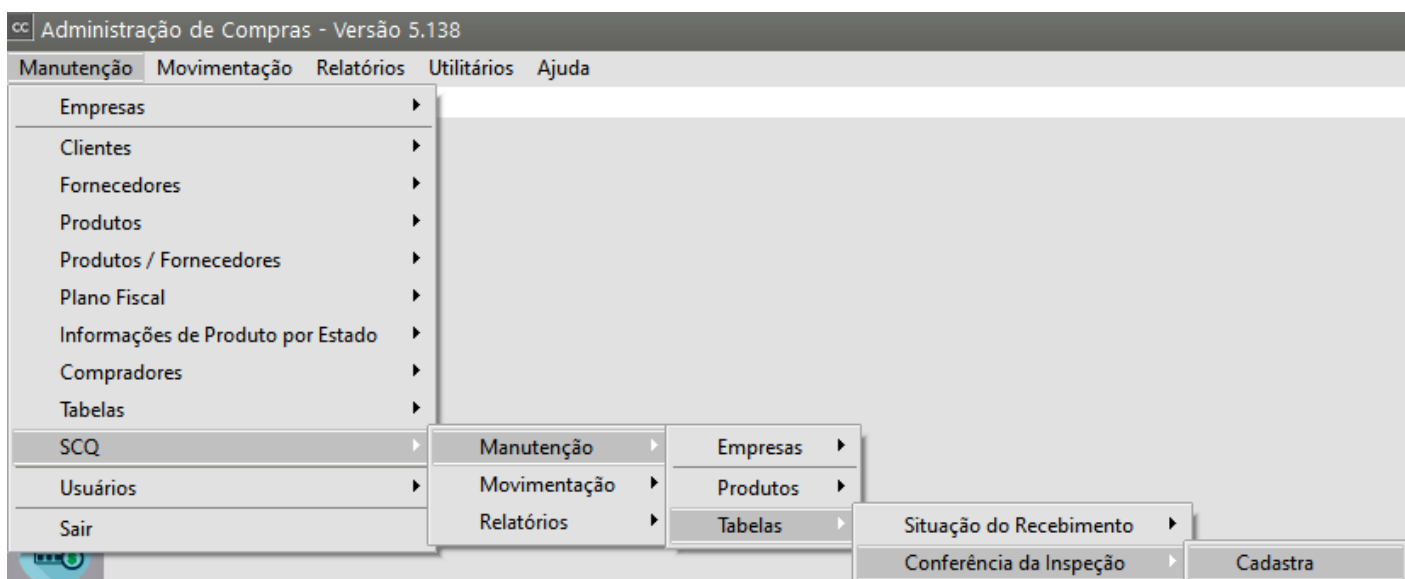 cc Administração de Compras - Versão 5.138
Manutenção Movimentação Relatórios Utilitários Ajuda
Empresas
Clientes
Fornecedores
Produtos
Produtos / Fornecedores
Plano Fiscal
Informações de Produto por Estado
Compradores
Tabelas
SCQ Manutenção Empresas
Usuários Movimentação Produtos
Sair Relatórios Tabelas Situação do Recebimento
$ Conferência da Inspeção Cadastra